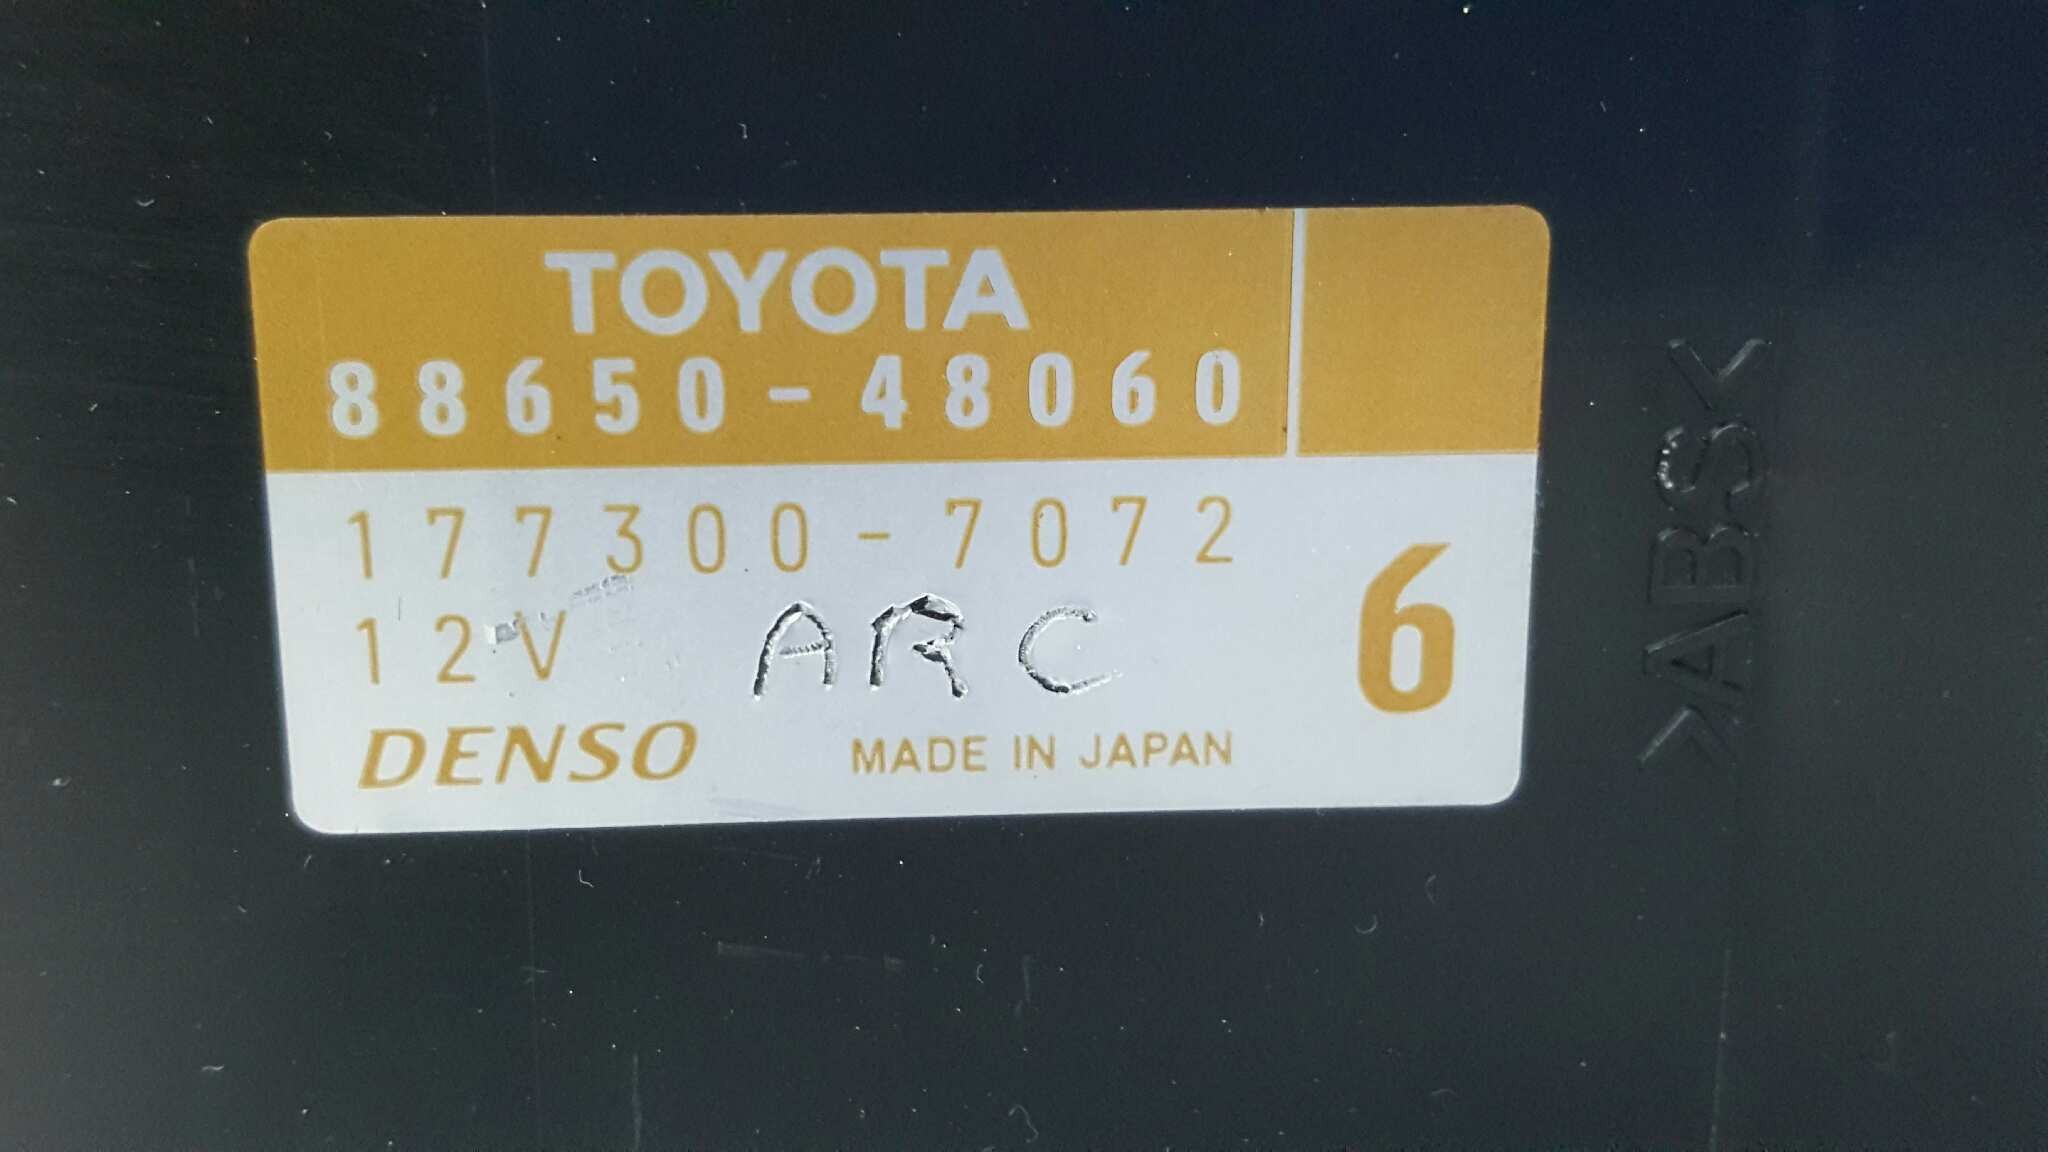 TOYOTA
88650-48060
177300-7072
12V ARC 6
DENSO MADE IN JAPAN
>ABS<